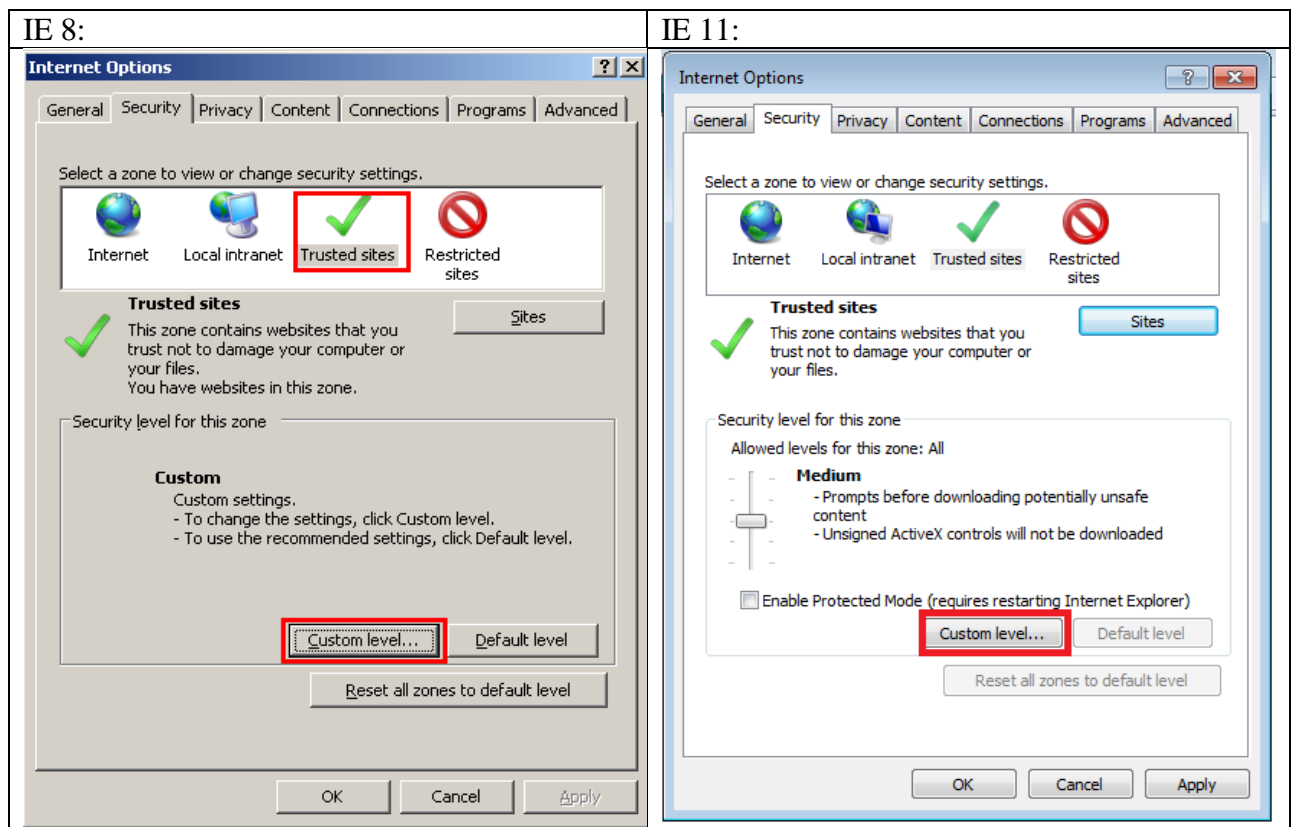 IE 8:
Internet Options
General Security Privacy Content Connections Programs Advanced
Select a zone to view or change security settings.
Internet Local intranet Trusted sites Restricted
sites
Trusted sites
Sites
This zone contains websites that you
trust not to damage your computer or
your files.
You have websites in this zone.
Security level for this zone
Custom
Custom settings.
- To change the settings, click Custom level.
- To use the recommended settings, click Default level.
Custom level... Default level
Reset all zones to default level
OK Cancel Apply
IE 11:
Internet Options
General Security Privacy Content Connections Programs Advanced
Select a zone to view or change security settings.
Internet Local intranet Trusted sites Restricted
sites
Trusted sites
Sites
This zone contains websites that you
trust not to damage your computer or
your files.
Security level for this zone
Allowed levels for this zone: All
Medium
- Prompts before downloading potentially unsafe
content
- Unsigned ActiveX controls will not be downloaded
Enable Protected Mode (requires restarting Internet Explorer)
Custom level... Default level
Reset all zones to default level
OK Cancel Apply